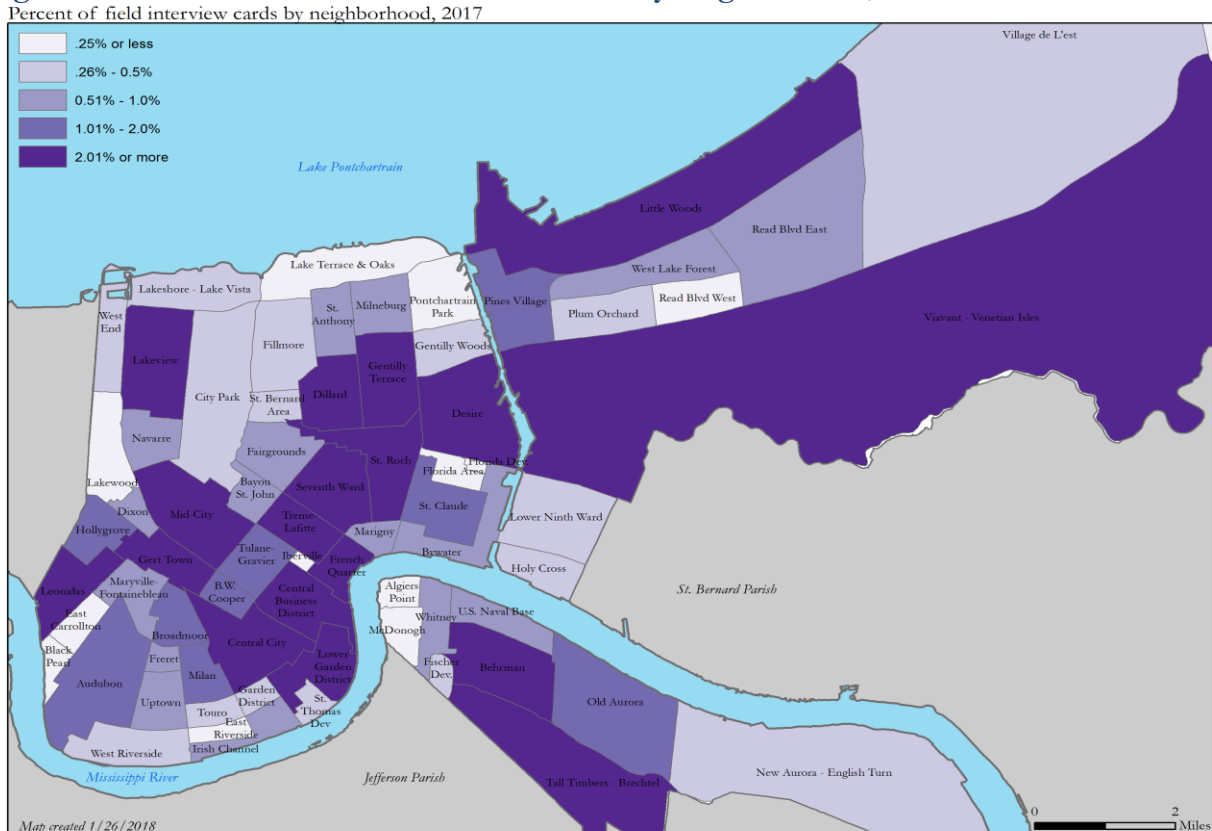 Percent of field interview cards by neighborhood, 2017
.25% or less
.26% - 0.5%
0.51% - 1.0%
1.01% - 2.0%
2.01% or more
Village de L'est
Lake Pontchartrain
Little Woods
Read Blvd East
Lake Terrace & Oaks
West Lake Forest
Lakeshore - Lake Vista
Pontchartrain
Park
Pines Village
Read Blvd West
West
End
St.
Anthony
Milneburg
Plum Orchard
Viavant - Venetian Isles
Fillmore
Gentilly Woods
Lakeview
Gentilly
Terrace
Dillard
City Park
St. Bernard
Area
Desire
Navarre
Fairgrounds
St. Roch
Florida Dev.
Florida Area
Lakewood
Bayou
St. John
Seventh Ward
Dixon
Mid-City
St. Claude
Lower Ninth Ward
Hollygrove
Treme-
Lafitte
Marigny
Tulane-
Gravier
Iberville
Bywater
Gert Town
French
Quarter
Holy Cross
Leonidas
Maryville-
Fontainebleau
B.W.
Cooper
Central
Business
District
Algiers
Point
St. Bernard Parish
East
Carrollton
U.S. Naval Base
Whitney
McDonogh
Broadmoor
Central City
Black
Pearl
Freret
Lower
Garden
District
Fischer
Dev.
Behrman
Audubon
Milan
Garden
District
Uptown
St.
Thomas
Dev
Old Aurora
Touro
East
Riverside
West Riverside
Irish Channel
Mississippi River
Jefferson Parish
Tall Timbers - Brechtel
New Aurora - English Turn
0
2
Miles
Map created 1/26/2018